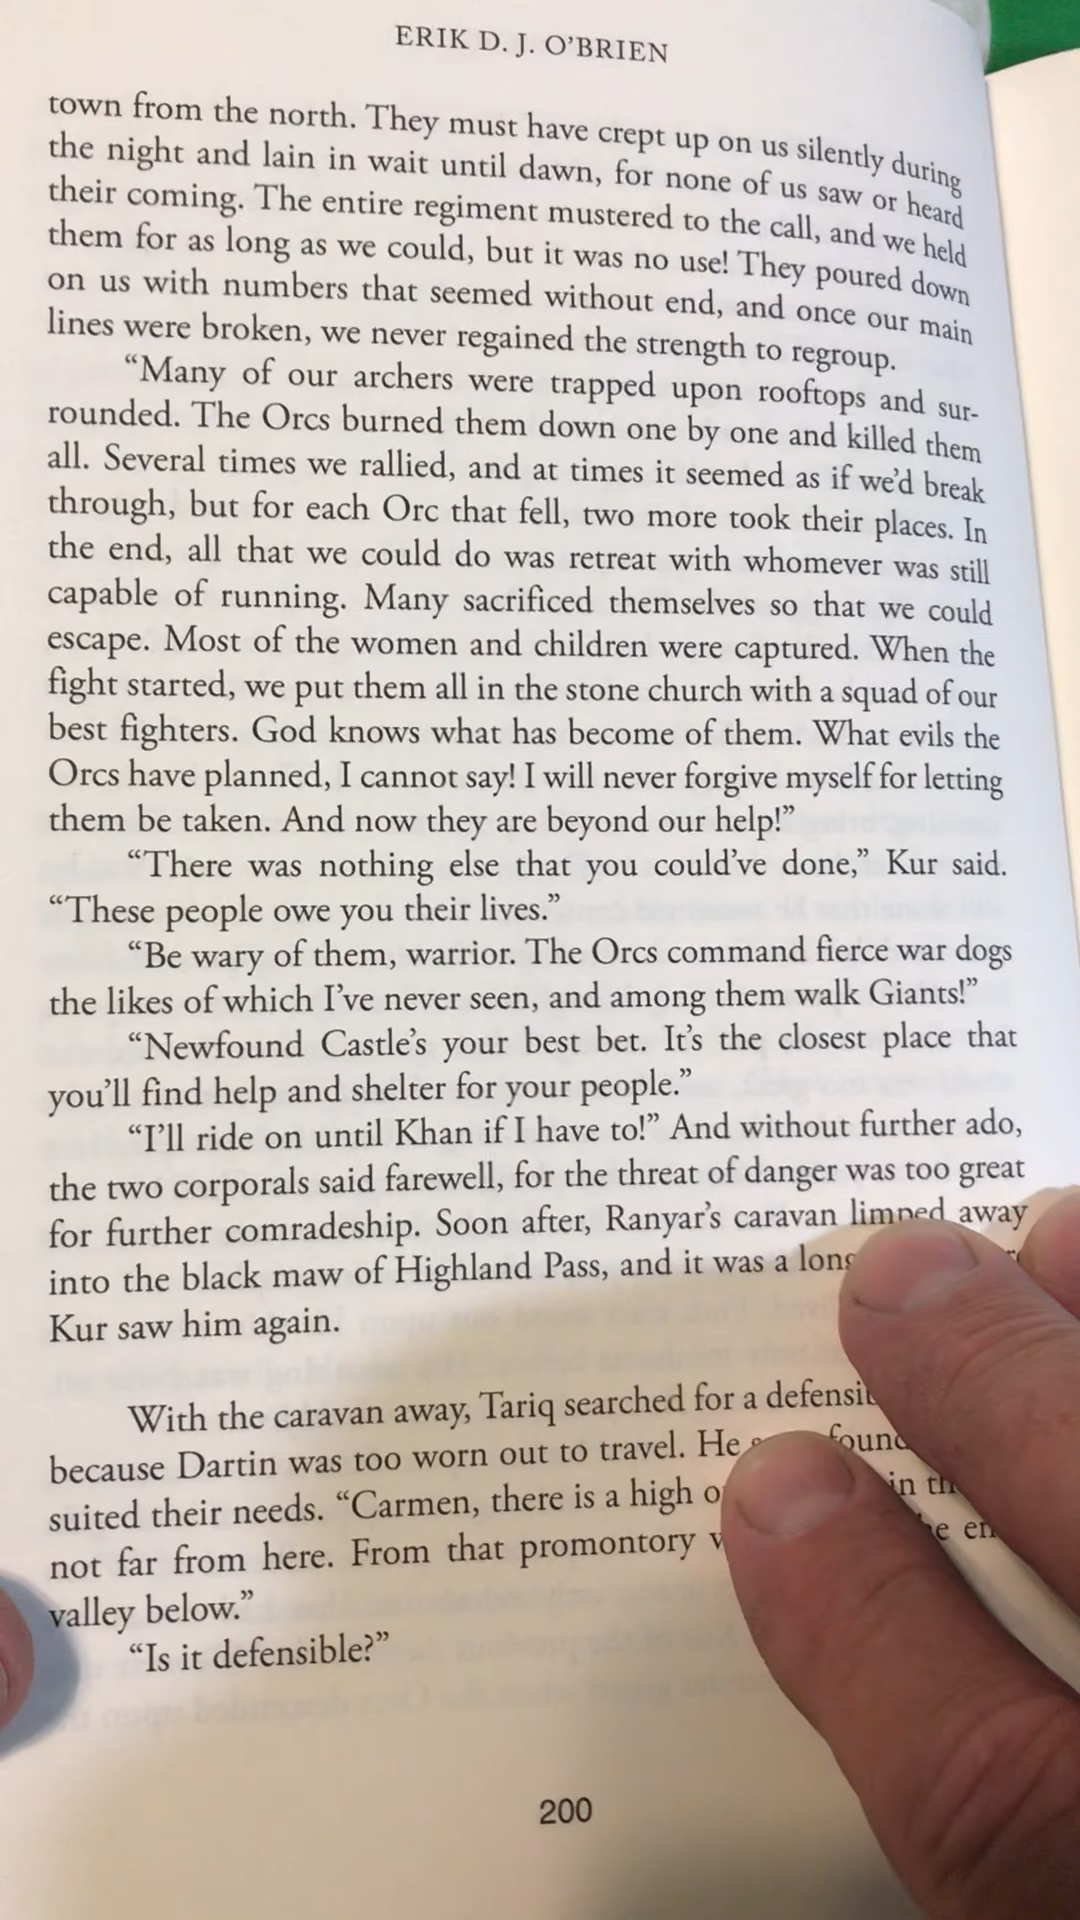 ERIK D. J. O’BRIEN
town from the north. They must have crept up on us silently during
the night and lain in wait until dawn, for none of us saw or heard
their coming. The entire regiment mustered to the call, and we held
them for as long as we could, but it was no use! They poured down
on us with numbers that seemed without end, and once our main
lines were broken, we never regained the strength to regroup.
“Many of our archers were trapped upon rooftops and sur-
rounded. The Orcs burned them down one by one and killed them
all. Several times we rallied, and at times it seemed as if we’d break
through, but for each Orc that fell, two more took their places. In
the end, all that we could do was retreat with whomever was still
capable of running. Many sacrificed themselves so that we could
escape. Most of the women and children were captured. When the
fight started, we put them all in the stone church with a squad of our
best fighters. God knows what has become of them. What evils the
Orcs have planned, I cannot say! I will never forgive myself for letting
them be taken. And now they are beyond our help!”
“There was nothing else that you could’ve done,” Kur said.
“These people owe you their lives.”
“Be wary of them, warrior. The Orcs command fierce war dogs
the likes of which I’ve never seen, and among them walk Giants!”
“Newfound Castle’s your best bet. It’s the closest place that
you’ll find help and shelter for your people.”
“I’ll ride on until Khan if I have to!” And without further ado,
the two corporals said farewell, for the threat of danger was too great
for further comradeship. Soon after, Ranyar’s caravan limped away
into the black maw of Highland Pass, and it was a long
Kur saw him again.
With the caravan away, Tariq searched for a
because Dartin was too worn out to travel. He found
suited their needs. “Carmen, there is a high in
not far from here. From that promontory
valley below.”
“Is it defensible?”
200